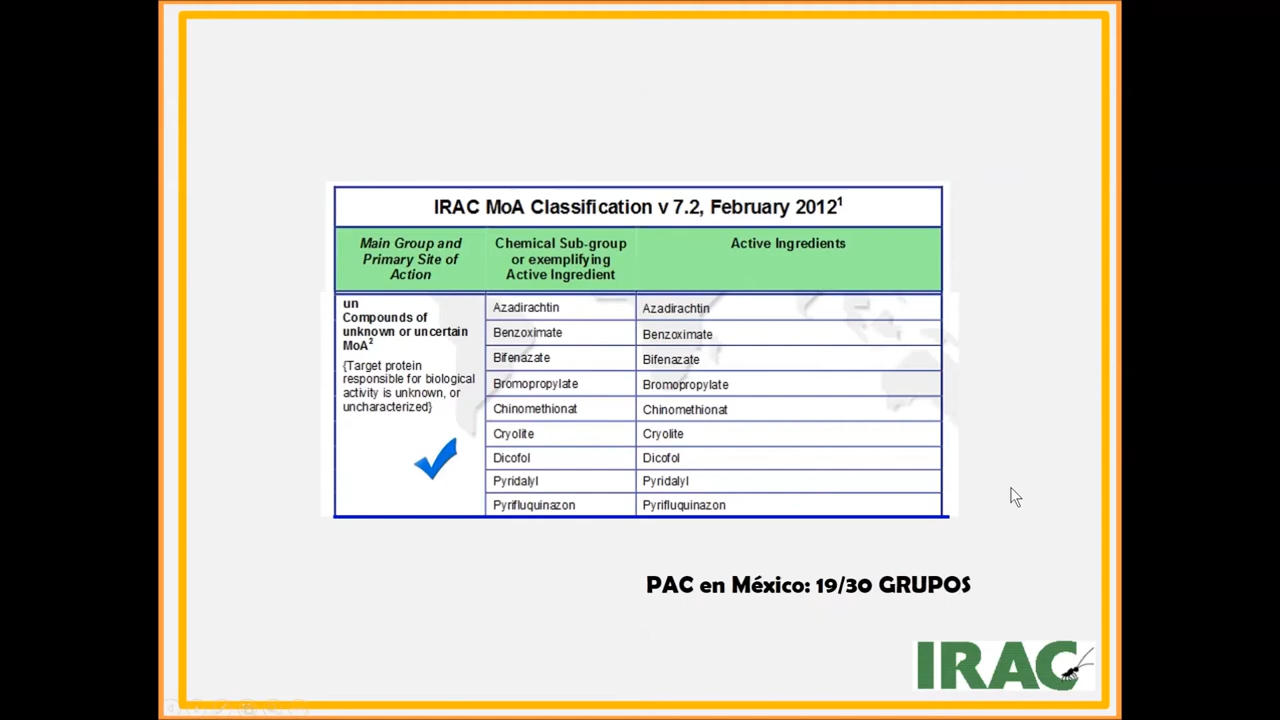 IRAC MoA Classification v 7.2, February 2012¹
Main Group and
Primary Site of
Action
Chemical Sub-group
or exemplifying
Active Ingredient
Active Ingredients
un
Compounds of
unknown or uncertain
MoA²
{Target protein
responsible for biological
activity is unknown, or
uncharacterized}
Azadirachtin Azadirachtin
Benzoximate Benzoximate
Bifenazate Bifenazate
Bromopropylate Bromopropylate
Chinomethionat Chinomethionat
Cryolite Cryolite
Dicofol Dicofol
Pyridalyl Pyridalyl
Pyrifluquinazon Pyrifluquinazon
PAC en México: 19/30 GRUPOS
IRAC